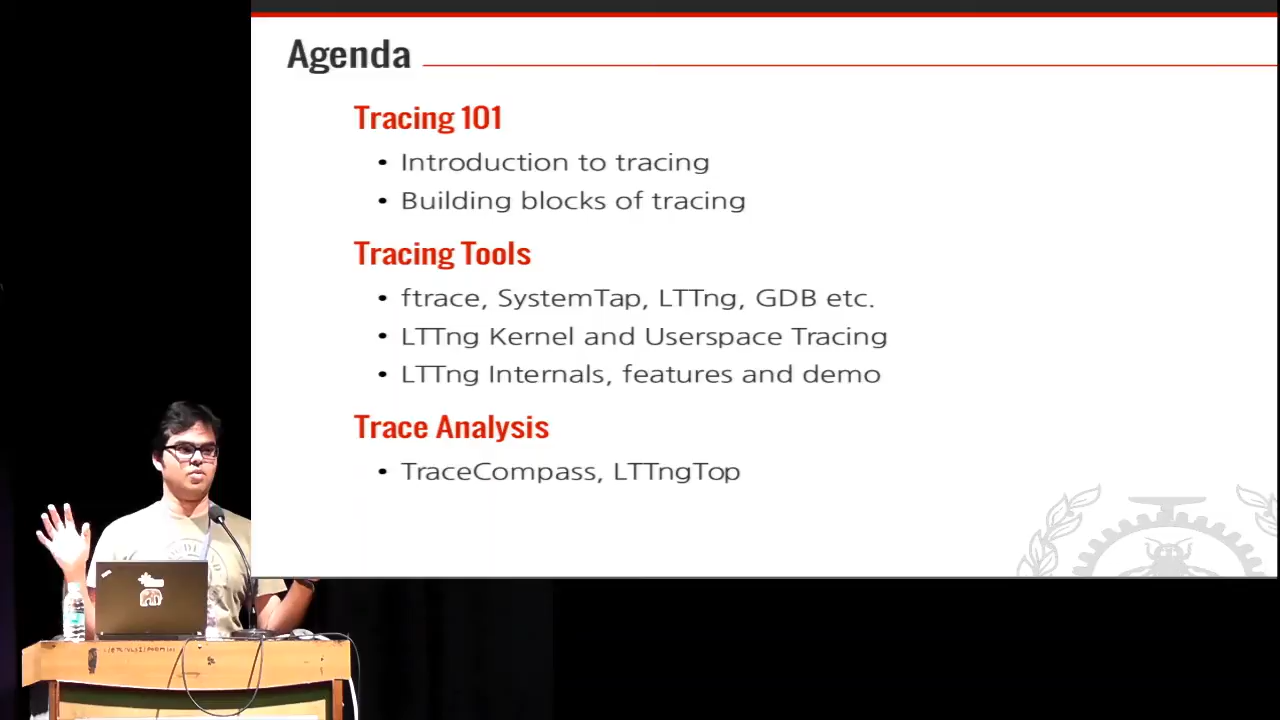 Agenda
Tracing 101
• Introduction to tracing
• Building blocks of tracing
Tracing Tools
• ftrace, SystemTap, LTTng, GDB etc.
• LTTng Kernel and Userspace Tracing
• LTTng Internals, features and demo
Trace Analysis
• TraceCompass, LTTngTop